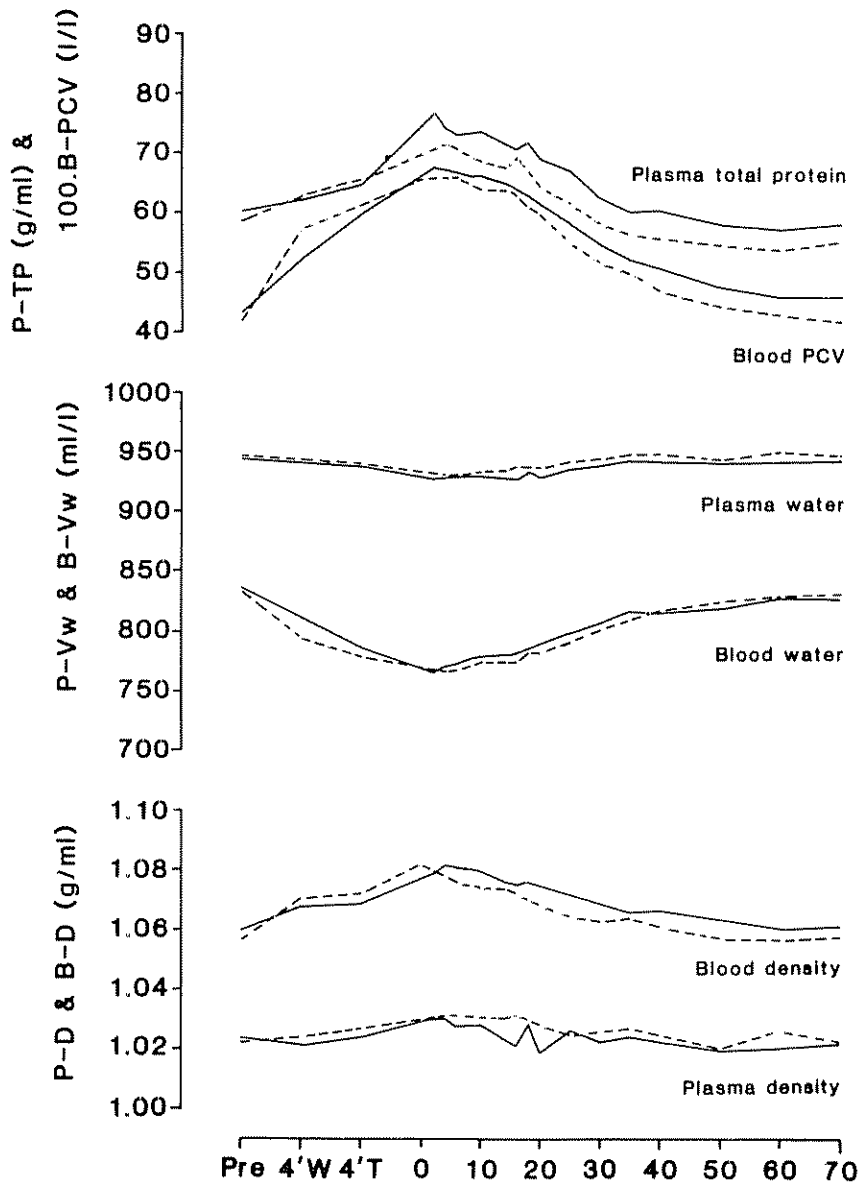 P-TP (g/ml) &
100.B-PCV (l/l)
90
80
70
60
50
40
Plasma total protein
Blood PCV
P-Vw & B-Vw (ml/l)
1000
950
900
850
800
750
700
Plasma water
Blood water
P-D & B-D (g/ml)
1.10
1.08
1.06
1.04
1.02
1.00
Blood density
Plasma density
Pre 4'W 4'T 0 10 20 30 40 50 60 70